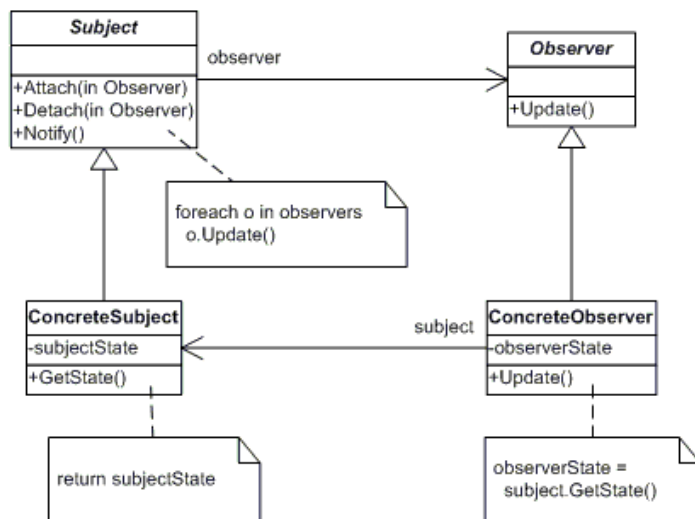 Subject
+Attach(in Observer)
+Detach(in Observer)
+Notify()
observer
Observer
+Update()
foreach o in observers
o.Update()
ConcreteSubject
-subjectState
+GetState()
subject
ConcreteObserver
-observerState
+Update()
return subjectState
observerState =
subject.GetState()